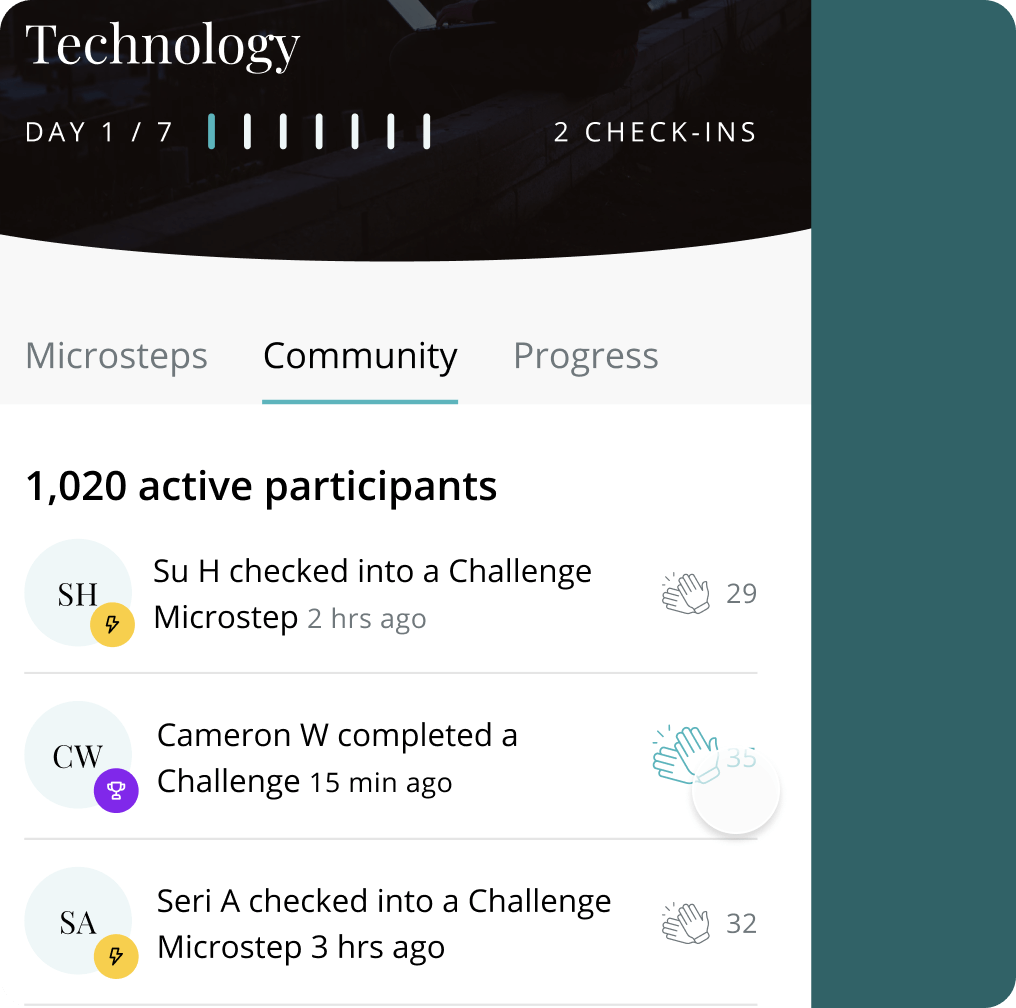 Technology
DAY 1 / 7
2 CHECK-INS
Microsteps
Community
Progress
1,020 active participants
SH
Su H checked into a Challenge
Microstep 2 hrs ago
29
CW
Cameron W completed a
Challenge 15 min ago
35
SA
Seri A checked into a Challenge
Microstep 3 hrs ago
32